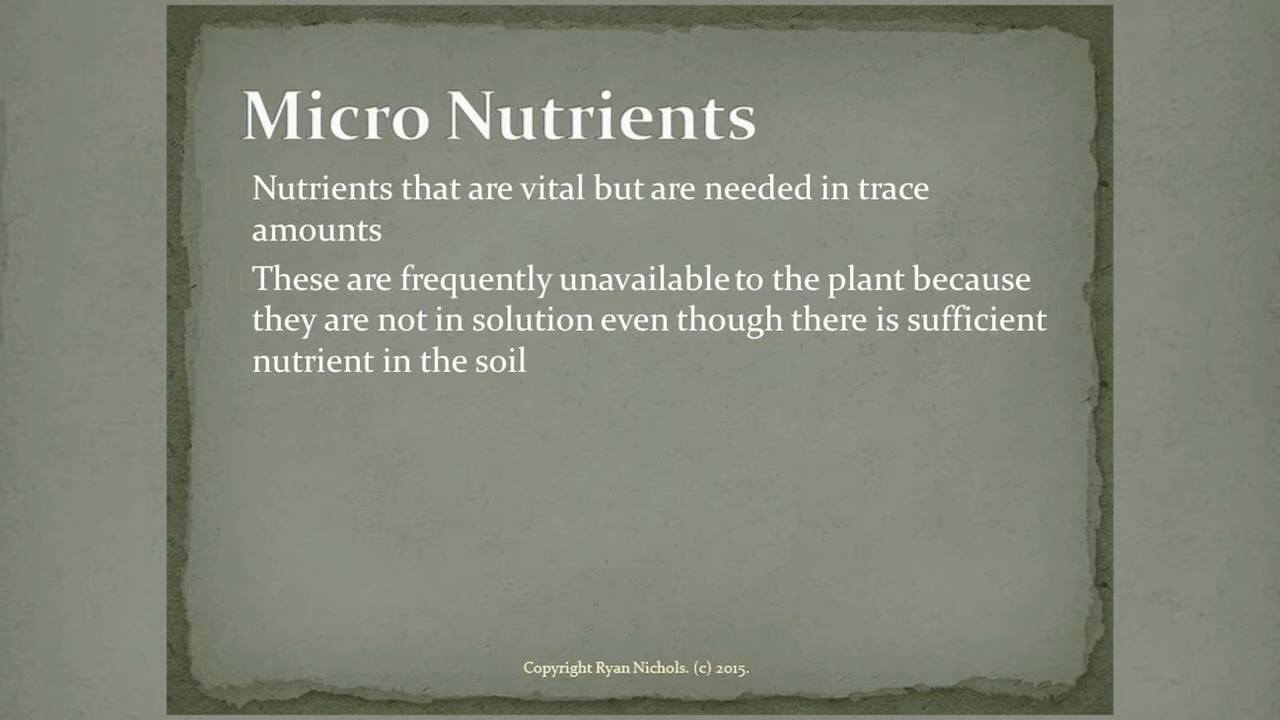 Micro Nutrients
Nutrients that are vital but are needed in trace
amounts
These are frequently unavailable to the plant because
they are not in solution even though there is sufficient
nutrient in the soil
Copyright Ryan Nichols. (c) 2015.